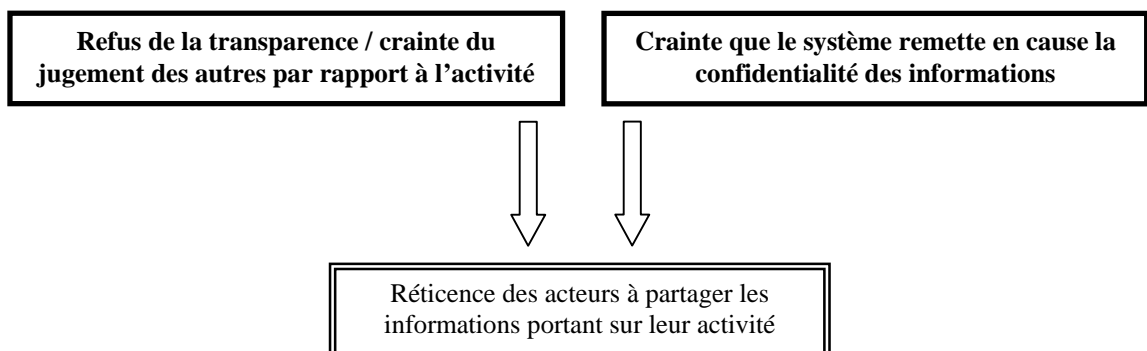 Refus de la transparence / crainte du
jugement des autres par rapport à l’activité
Crainte que le système remette en cause la
confidentialité des informations
Réticence des acteurs à partager les
informations portant sur leur activité